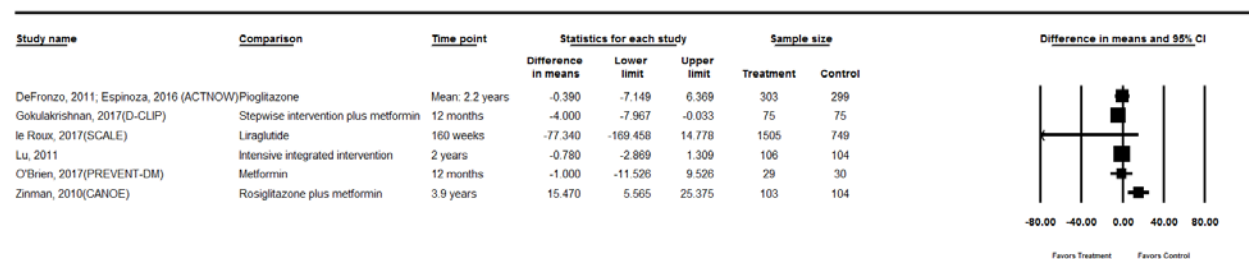 Study name Comparison Time point Statistics for each study Sample size Difference in means and 95% CI
Difference in means Lower limit Upper limit Treatment Control
DeFronzo, 2011; Espinoza, 2016 (ACTNOW) Pioglitazone Mean: 2.2 years -0.390 -7.149 6.369 303 299
Gokulakrishnan, 2017(D-CLIP) Stepwise intervention plus metformin 12 months -4.000 -7.967 -0.033 75 75
le Roux, 2017(SCALE) Liraglutide 160 weeks -77.340 -169.458 14.778 1505 749
Lu, 2011 Intensive integrated intervention 2 years -0.780 -2.869 1.309 106 104
O'Brien, 2017(PREVENT-DM) Metformin 12 months -1.000 -11.526 9.526 29 30
Zinman, 2010(CANOE) Rosiglitazone plus metformin 3.9 years 15.470 5.565 25.375 103 104
-80.00 -40.00 0.00 40.00 80.00
Favors Treatment Favors Control